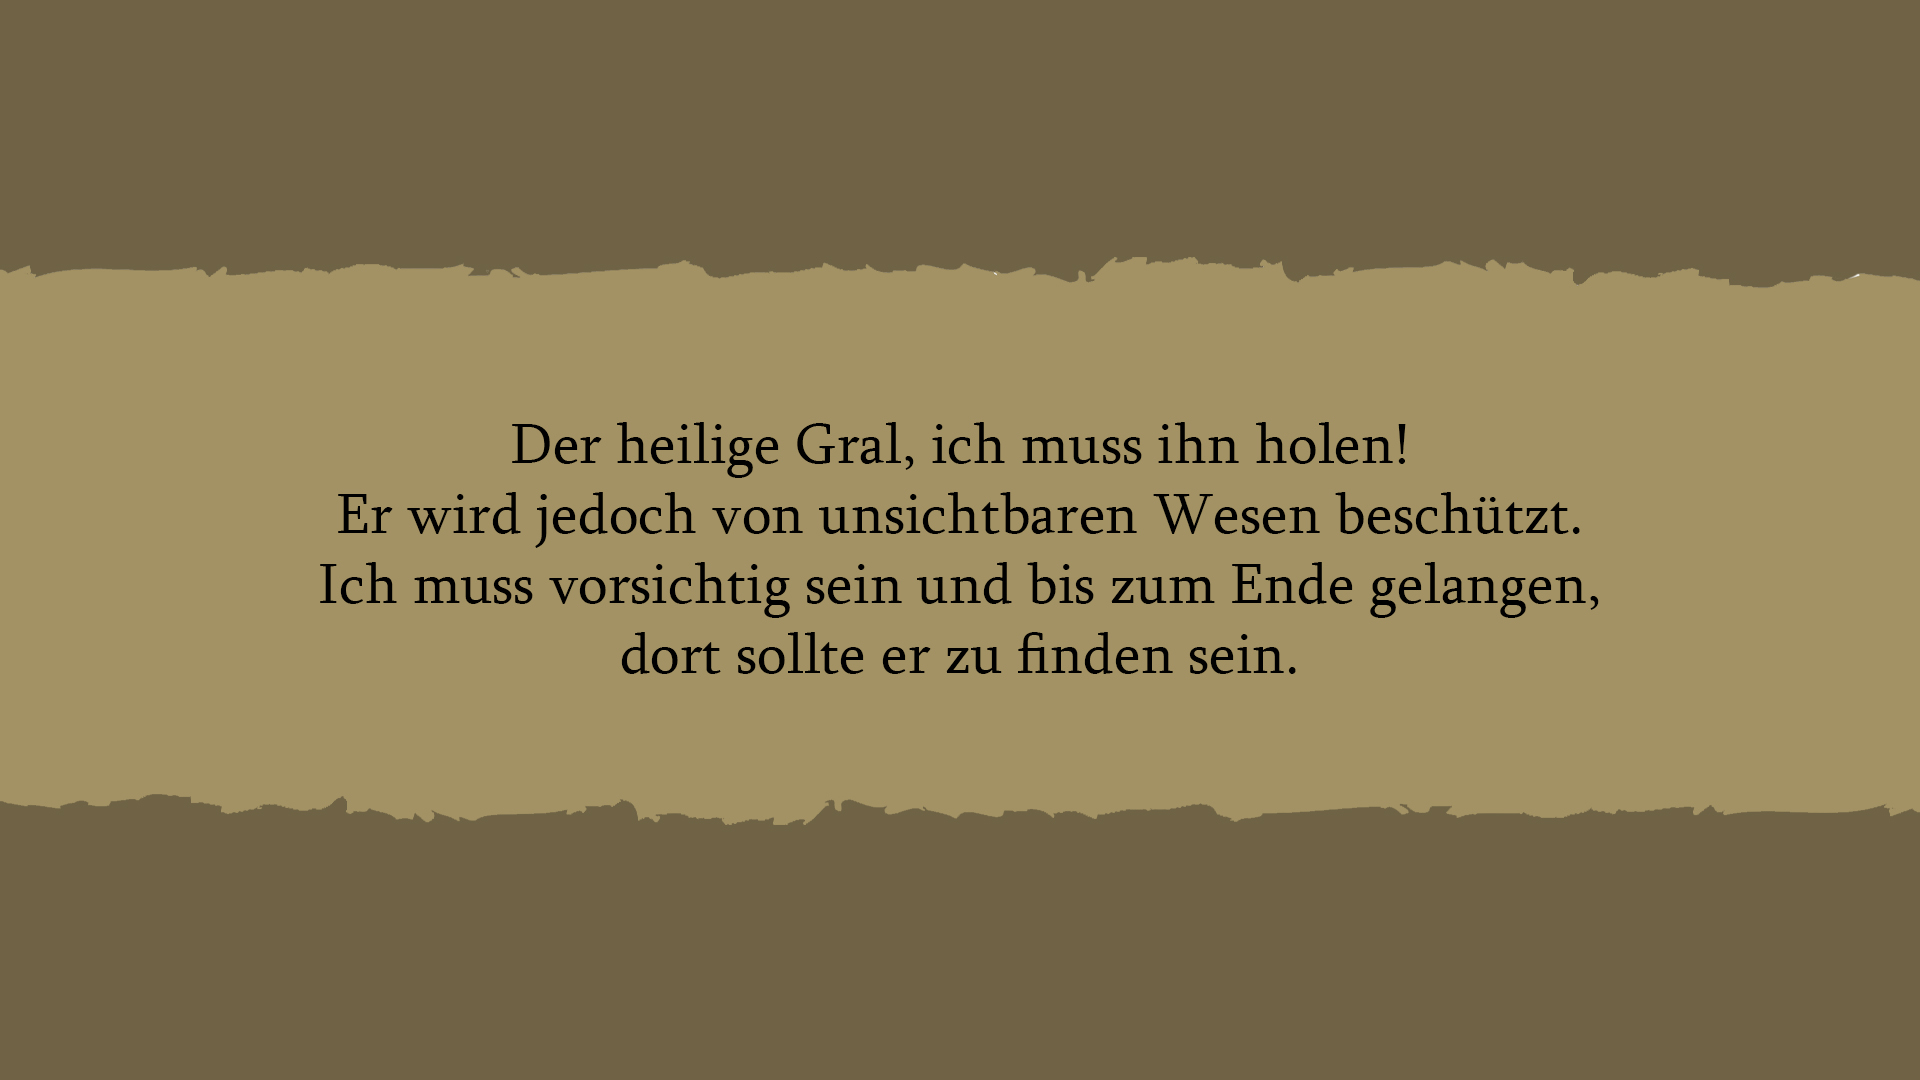 Der heilige Gral, ich muss ihn holen!
Er wird jedoch von unsichtbaren Wesen beschützt.
Ich muss vorsichtig sein und bis zum Ende gelangen,
dort sollte er zu finden sein.